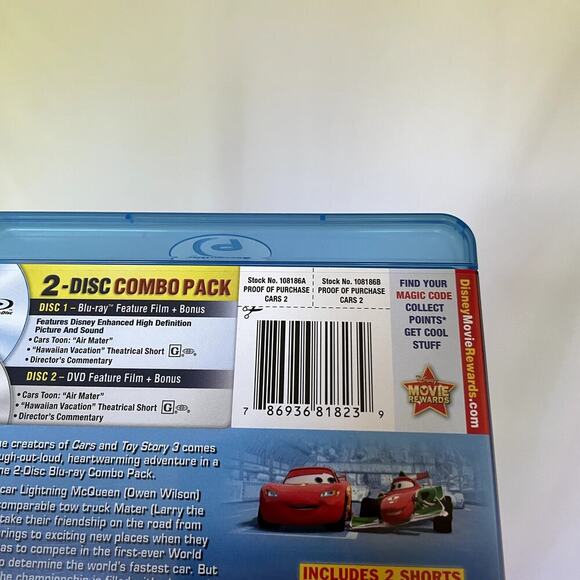 2-DISC COMBO PACK
DISC 1 – Blu-ray™ Feature Film + Bonus
Features Disney Enhanced High Definition
Picture And Sound
• Cars Toon: "Air Mater"
• "Hawaiian Vacation" Theatrical Short G
• Director's Commentary
DISC 2 – DVD Feature Film + Bonus
• Cars Toon: "Air Mater"
• "Hawaiian Vacation" Theatrical Short G
• Director's Commentary
Stock No. 108186A
PROOF OF PURCHASE
CARS 2
Stock No. 108186B
PROOF OF PURCHASE
CARS 2
7 86936 81823 9
FIND YOUR
MAGIC CODE
COLLECT
POINTS*
GET COOL
STUFF
Disney
MOVIE
REWARDS
DisneyMovieRewards.com
creators of Cars and Toy Story 3 comes
-out-loud, heartwarming adventure in a
2-Disc Blu-ray Combo Pack.
car Lightning McQueen (Owen Wilson)
comparable tow truck Mater (Larry the
take their friendship on the road from
to exciting new places when they
as to compete in the first-ever World
to determine the world's fastest car. But
the championship is filled with
INCLUDES 2 SHORTS